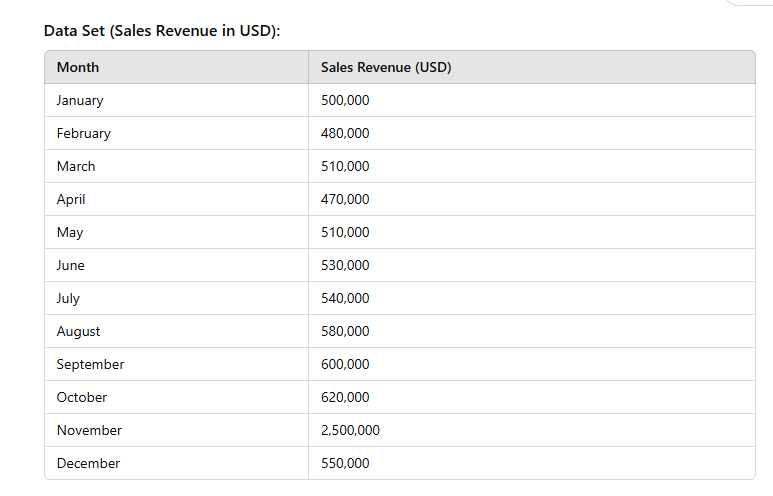 Data Set (Sales Revenue in USD):
Month Sales Revenue (USD)
January 500,000
February 480,000
March 510,000
April 470,000
May 510,000
June 530,000
July 540,000
August 580,000
September 600,000
October 620,000
November 2,500,000
December 550,000